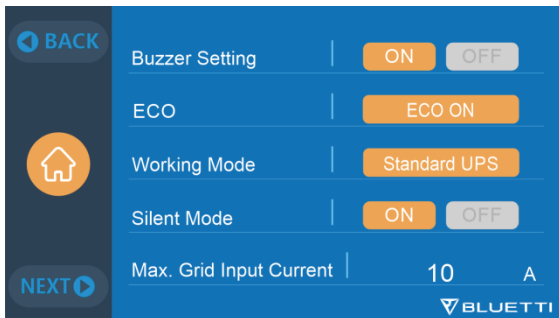 BACK
Buzzer Setting ON OFF
ECO ECO ON
Working Mode Standard UPS
Silent Mode ON OFF
Max. Grid Input Current 10 A
NEXT
BLUETTI